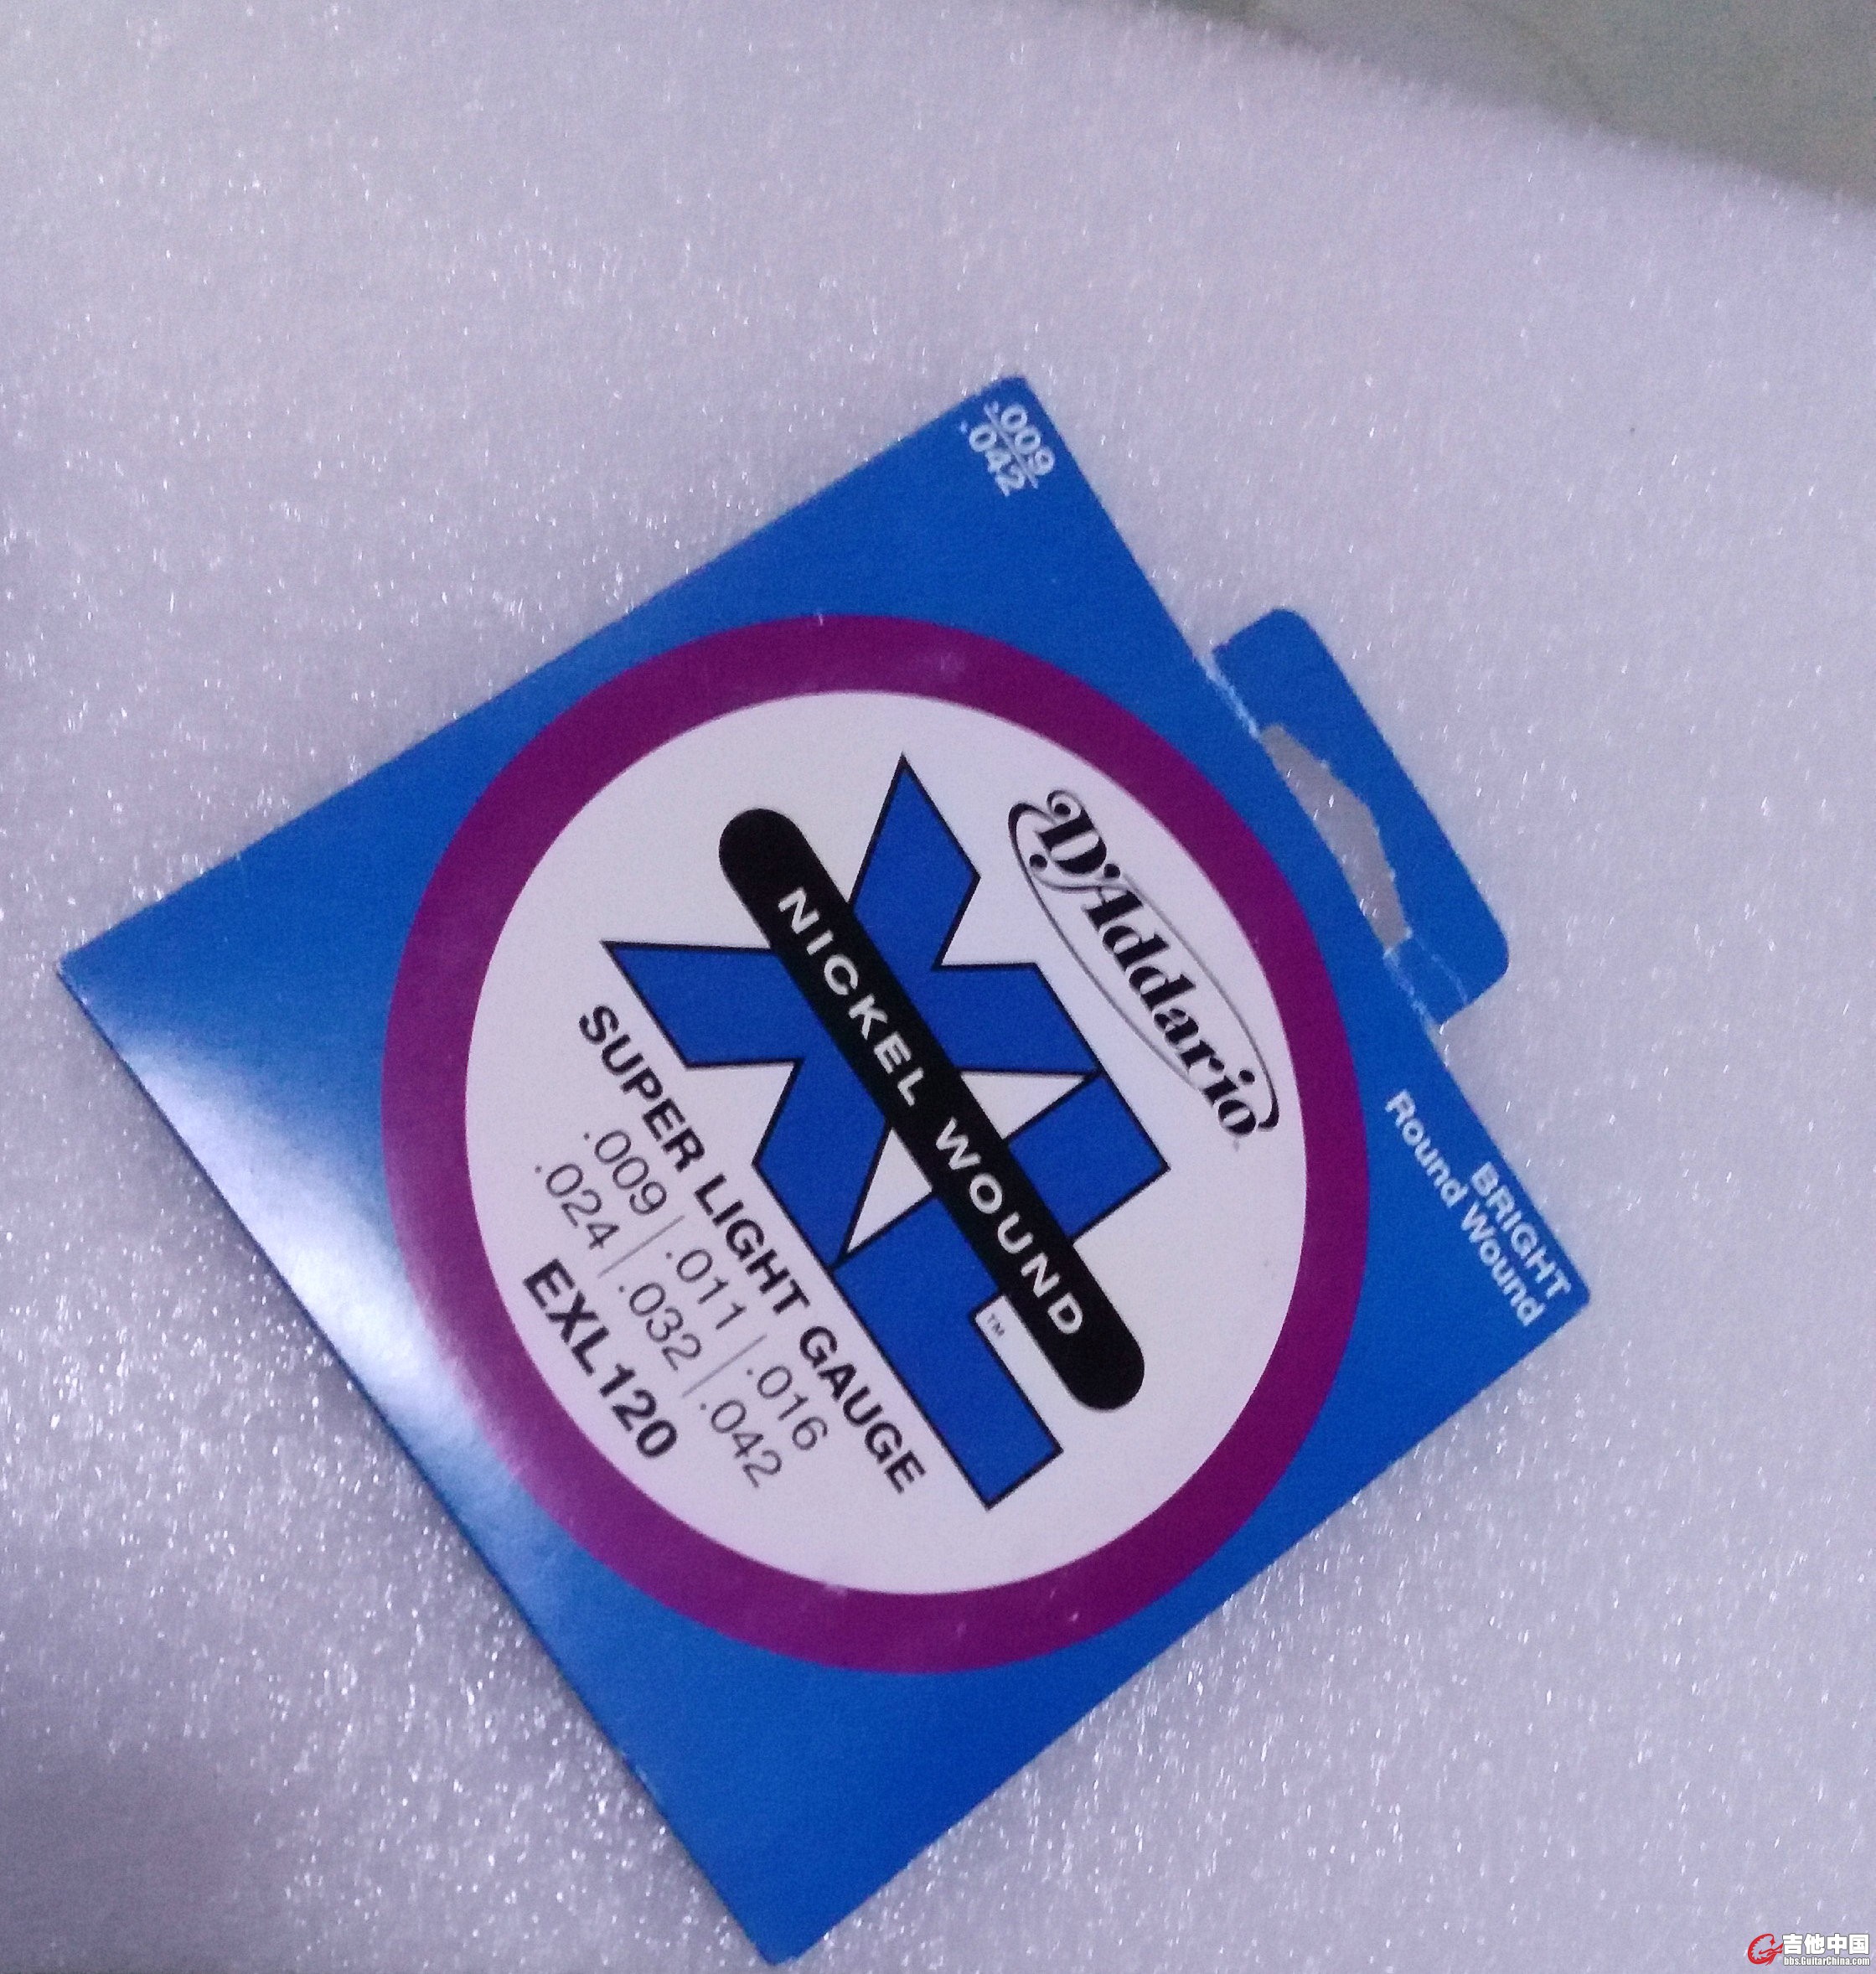 .009
.042
BRIGHT
Round Wound
D'Addario
XL
NICKEL WOUND
TM
SUPER LIGHT GAUGE
.009 | .011 | .016
.024 | .032 | .042
EXL120
吉他中国
bbs.GuitarChina.com